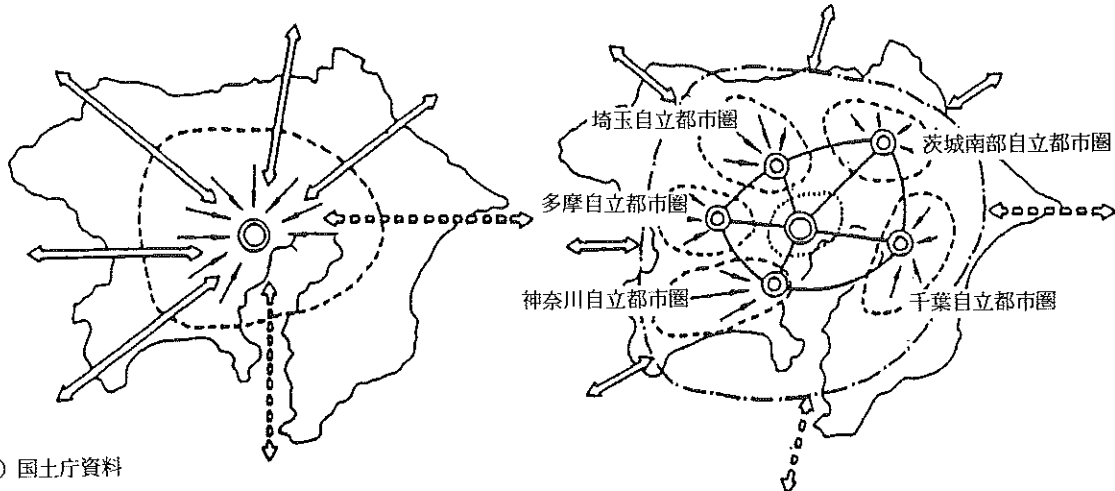 埼玉自立都市圏
茨城南部自立都市圏
多摩自立都市圏
神奈川自立都市圏
千葉自立都市圏
) 国土庁資料